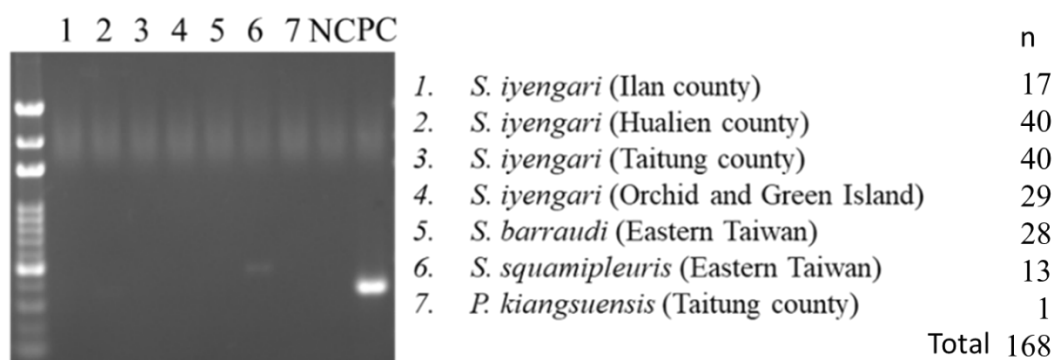 1 2 3 4 5 6 7 NC PC
n
1. S. iyengari (Ilan county) 17
2. S. iyengari (Hualien county) 40
3. S. iyengari (Taitung county) 40
4. S. iyengari (Orchid and Green Island) 29
5. S. barraudi (Eastern Taiwan) 28
6. S. squamipleuris (Eastern Taiwan) 13
7. P. kiangsuensis (Taitung county) 1
Total 168